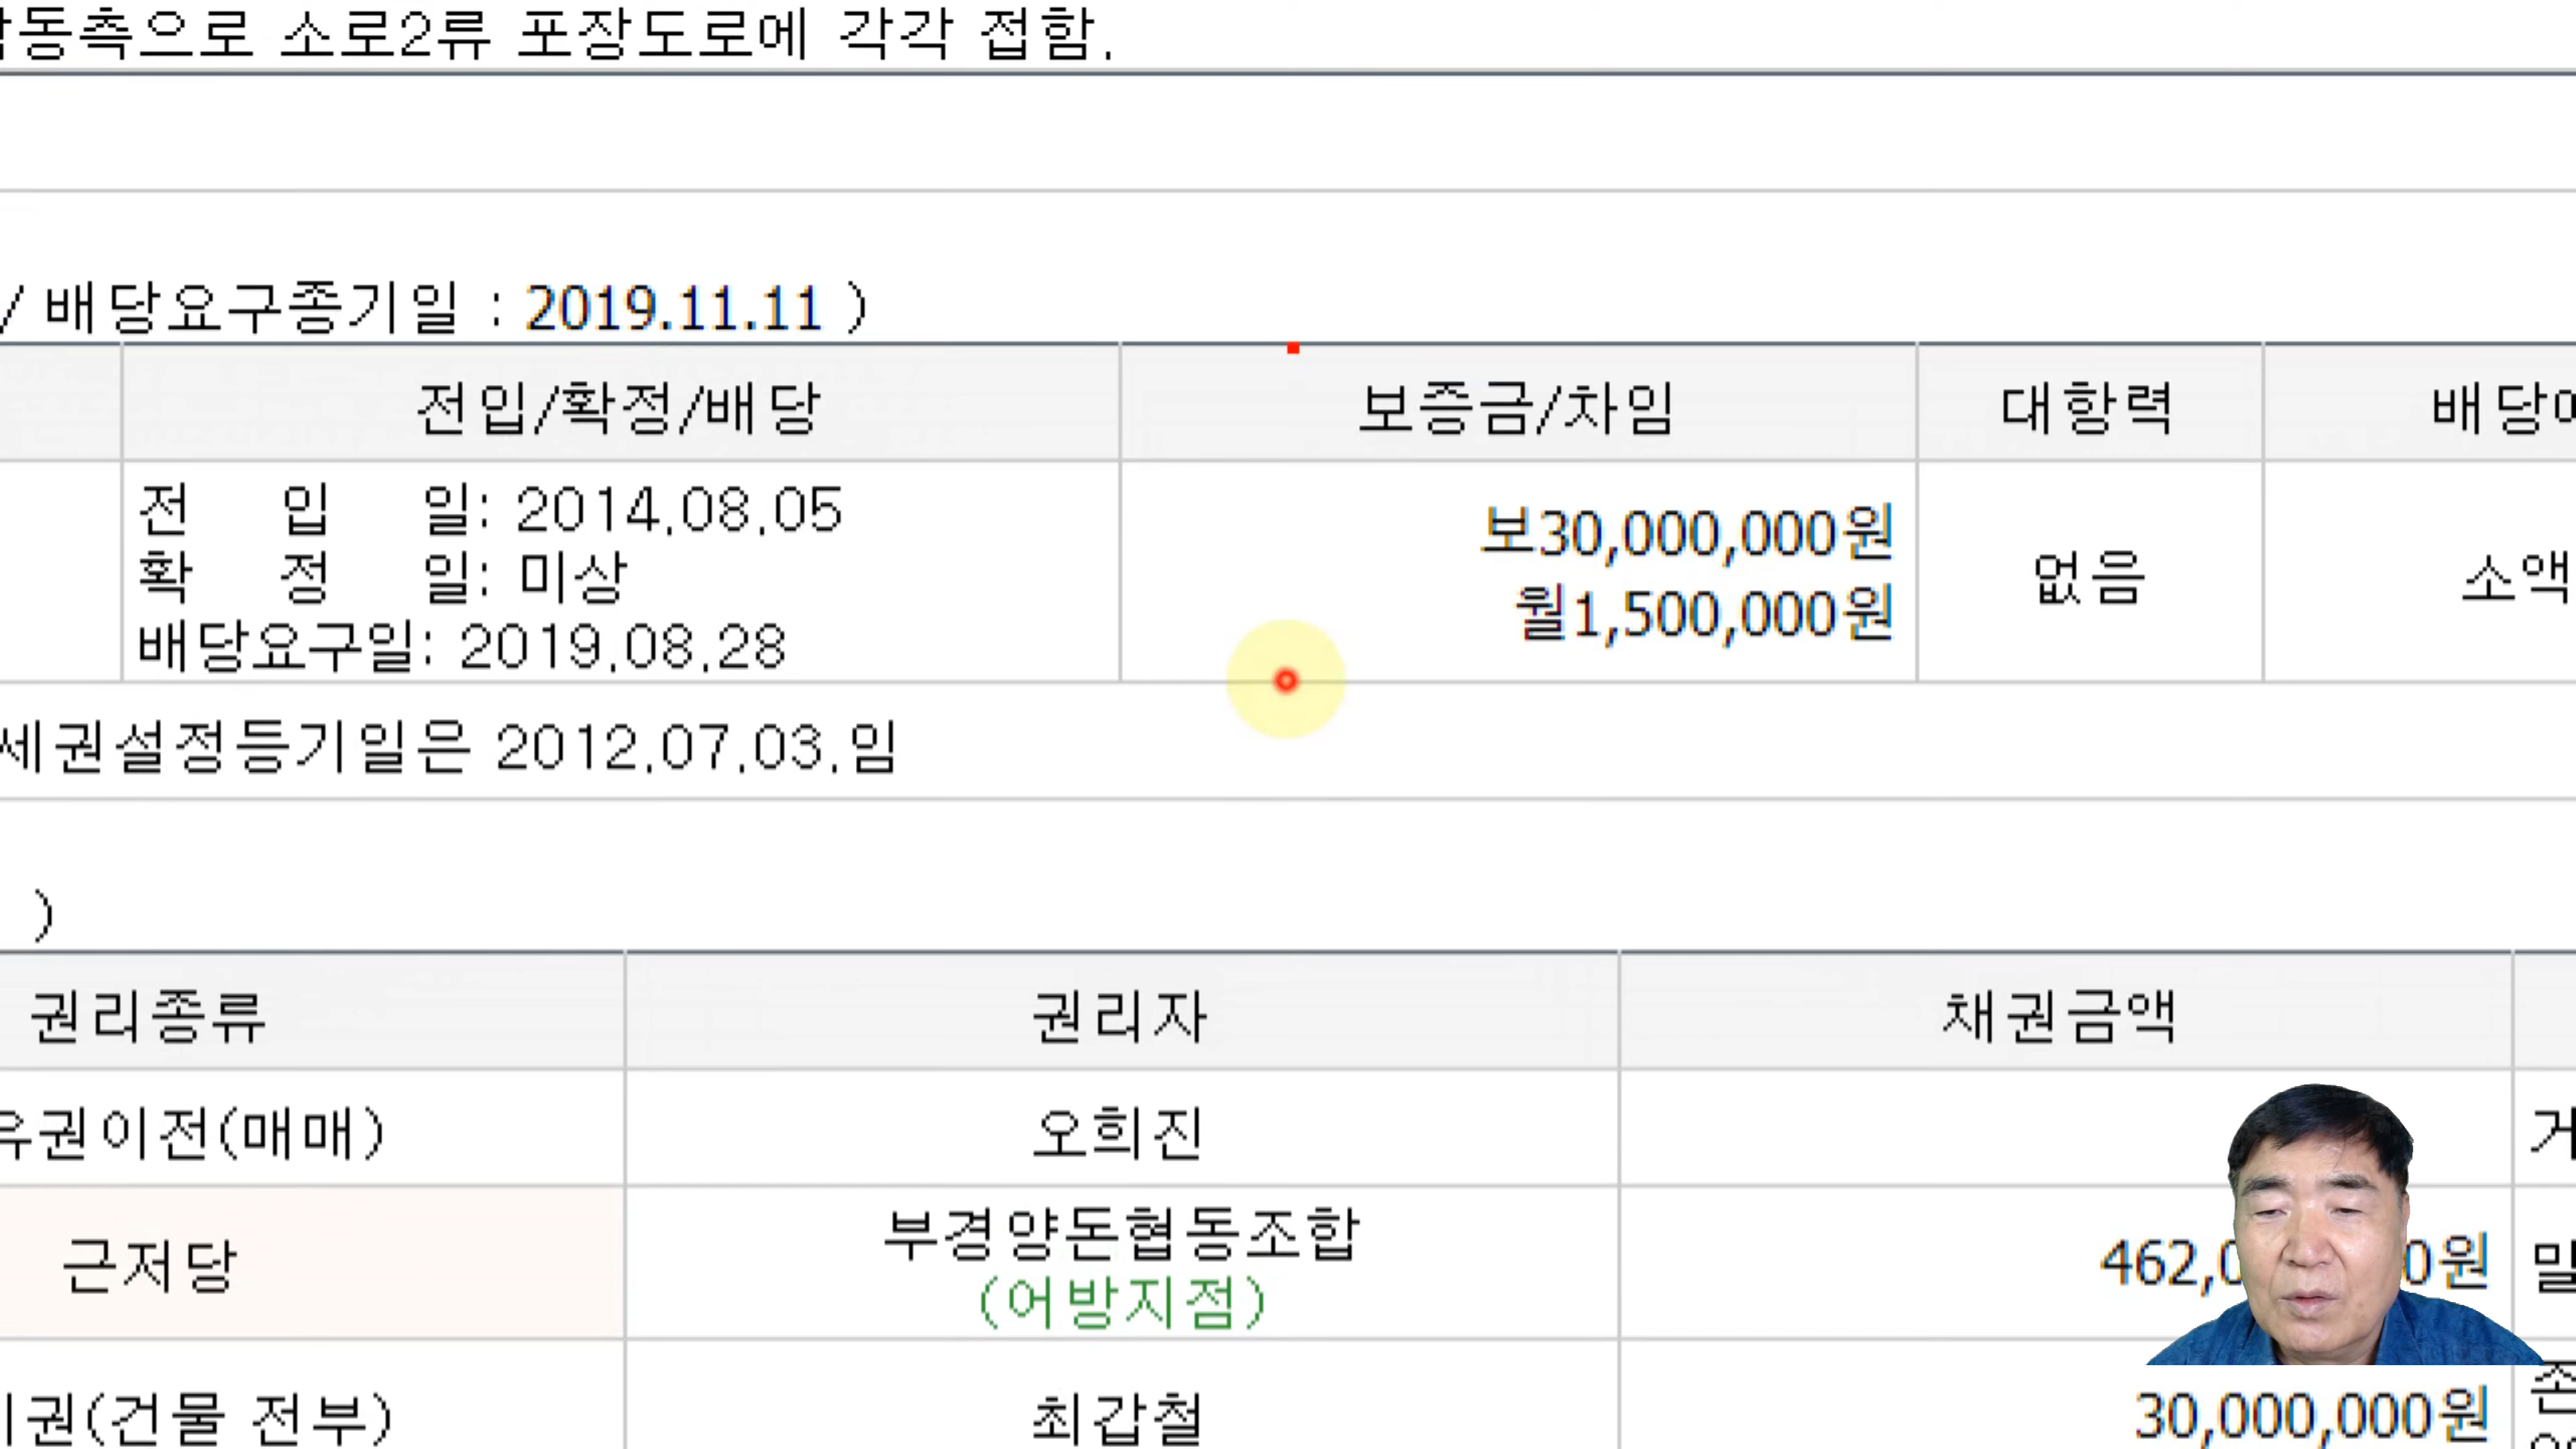 동측으로 소로2류 포장도로에 각각 접함.
/ 배당요구종기일 : 2019.11.11 )
전입/확정/배당 보증금/차임 대항력 배당
전 입 일: 2014.08.05
확 정 일: 미상
배당요구일: 2019.08.28
보30,000,000원
월1,500,000원
없음
소액
세권설정등기일은 2012.07.03.임
)
권리종류 권리자 채권금액
유권이전(매매) 오희진
근저당
부경양돈협동조합
(어방지점)
462,0 0원
권(건물 전부) 최갑철 30,000,000원